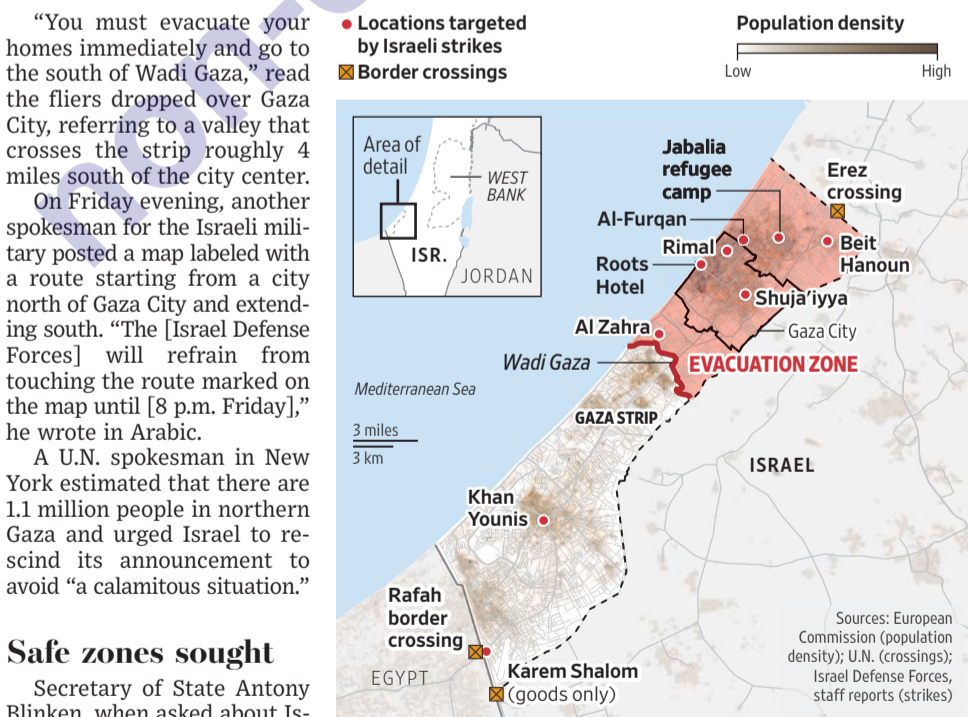 “You must evacuate your
homes immediately and go to
the south of Wadi Gaza,” read
the fliers dropped over Gaza
City, referring to a valley that
crosses the strip roughly 4
miles south of the city center.
On Friday evening, another
spokesman for the Israeli mili-
tary posted a map labeled with
a route starting from a city
north of Gaza City and extend-
ing south. “The [Israel Defense
Forces] will refrain from
touching the route marked on
the map until [8 p.m. Friday],”
he wrote in Arabic.
A U.N. spokesman in New
York estimated that there are
1.1 million people in northern
Gaza and urged Israel to re-
scind its announcement to
avoid “a calamitous situation.”
Safe zones sought
Secretary of State Antony
Blinken, when asked about Is-
Locations targeted
by Israeli strikes
Border crossings
Population density
Low
High
Area of
detail
WEST
BANK
ISR.
JORDAN
Jabalia
refugee
camp
Erez
crossing
Al-Furqan
Rimal
Beit
Hanoun
Roots
Hotel
Shuja’iyya
Al Zahra
Gaza City
Wadi Gaza
EVACUATION ZONE
Mediterranean Sea
GAZA STRIP
3 miles
3 km
ISRAEL
Khan
Younis
Rafah
border
crossing
EGYPT
Karem Shalom
(goods only)
Sources: European
Commission (population
density); U.N. (crossings);
Israel Defense Forces,
staff reports (strikes)
non-